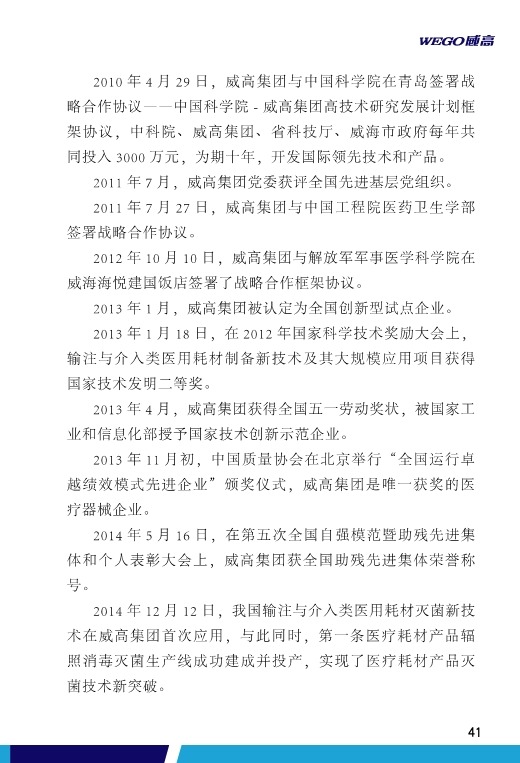 WEGO威高
2010 年 4 月 29 日，威高集团与中国科学院在青岛签署战
略合作协议——中国科学院 - 威高集团高技术研究发展计划框
架协议，中科院、威高集团、省科技厅、威海市政府每年共
同投入 3000 万元，为期十年，开发国际领先技术和产品。
2011 年 7 月，威高集团党委获评全国先进基层党组织。
2011 年 7 月 27 日，威高集团与中国工程院医药卫生学部
签署战略合作协议。
2012 年 10 月 10 日，威高集团与解放军军事医学科学院在
威海海悦建国饭店签署了战略合作框架协议。
2013 年 1 月，威高集团被认定为全国创新型试点企业。
2013 年 1 月 18 日，在 2012 年国家科学技术奖励大会上，
输注与介入类医用耗材制备新技术及其大规模应用项目获得
国家技术发明二等奖。
2013 年 4 月，威高集团获得全国五一劳动奖状，被国家工
业和信息化部授予国家技术创新示范企业。
2013 年 11 月初，中国质量协会在北京举行“全国运行卓
越绩效模式先进企业”颁奖仪式，威高集团是唯一获奖的医
疗器械企业。
2014 年 5 月 16 日，在第五次全国自强模范暨助残先进集
体和个人表彰大会上，威高集团获全国助残先进集体荣誉称
号。
2014 年 12 月 12 日，我国输注与介入类医用耗材灭菌新技
术在威高集团首次应用，与此同时，第一条医疗耗材产品辐
照消毒灭菌生产线成功建成并投产，实现了医疗耗材产品灭
菌技术新突破。
41